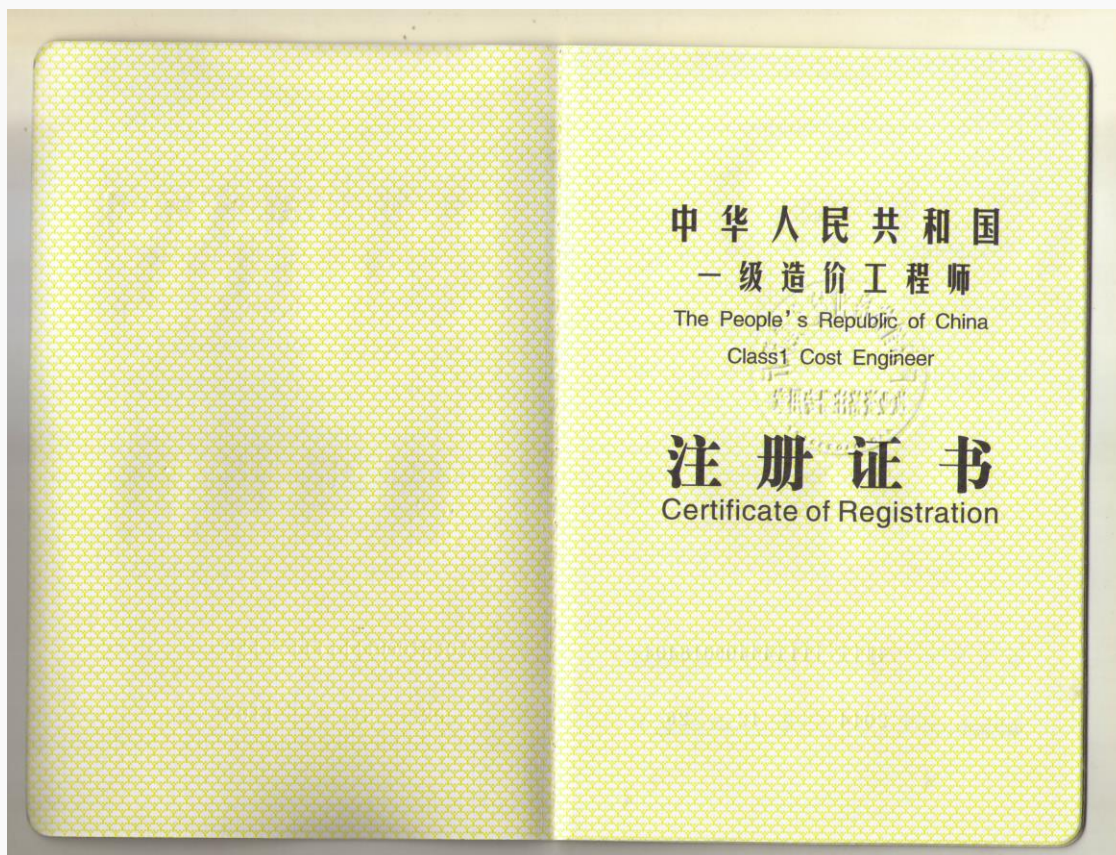 中华人民共和国
一级造价工程师
The People's Republic of China
Class1 Cost Engineer
注册证书
Certificate of Registration